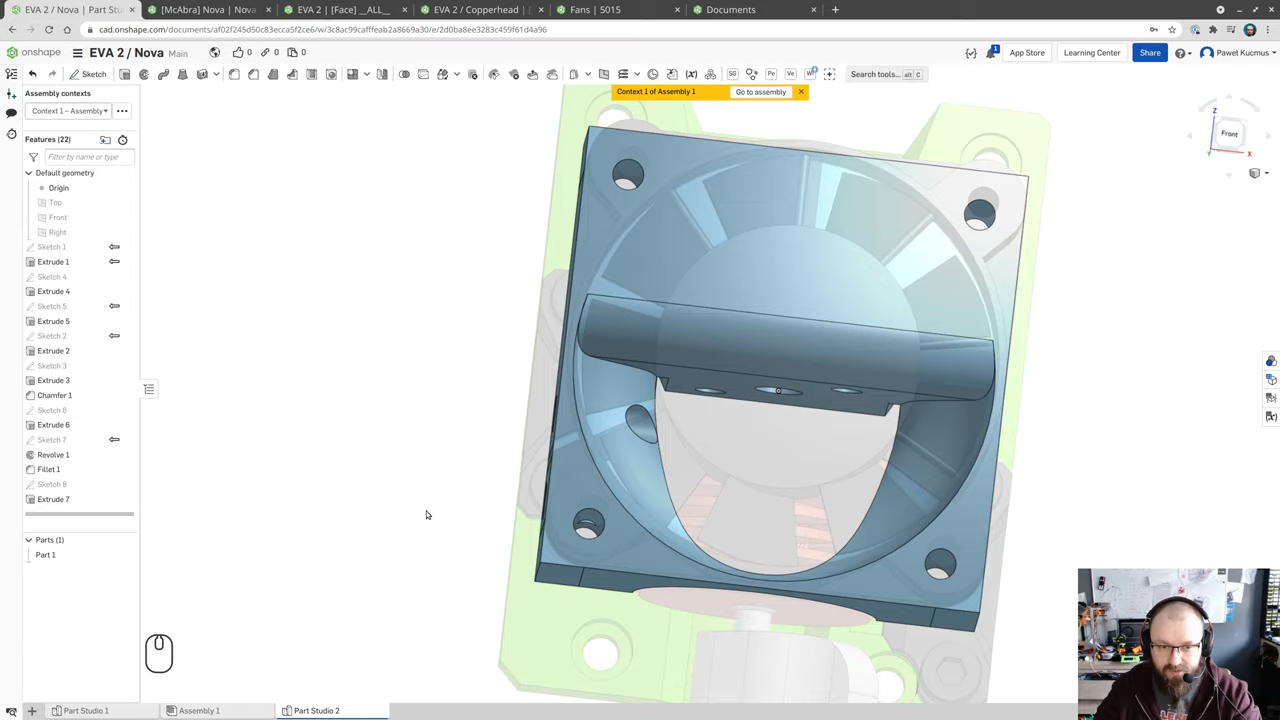 EVA 2 / Nova | Part Stu
[McAbra] Nova | Nova
EVA 2 | [Face] __ALL__
EVA 2 / Copperhead |
Fans | 5015
Documents
cad.onshape.com/documents/af02f245d50c83ecca5f2ce6/w/3c8ac99cafffeab2a8669a30/e/2d0ba8ee3283c459f61d4a96
onshape
EVA 2 / Nova Main
0
0
0
1
App Store
Learning Center
Share
Paweł Kucmus
Sketch
SG
Pe
Ve
Search tools...
alt
C
Assembly contexts
Context 1 of Assembly 1
Go to assembly
Context 1 – Assembly
Features (22)
Filter by name or type
Default geometry
Origin
Top
Front
Right
Sketch 1
Extrude 1
Sketch 4
Extrude 4
Sketch 5
Extrude 5
Sketch 2
Extrude 2
Sketch 3
Extrude 3
Chamfer 1
Sketch 6
Extrude 6
Sketch 7
Revolve 1
Fillet 1
Sketch 8
Extrude 7
Parts (1)
Part 1
Z
Front
Y
X
(x)
Part Studio 1
Assembly 1
Part Studio 2